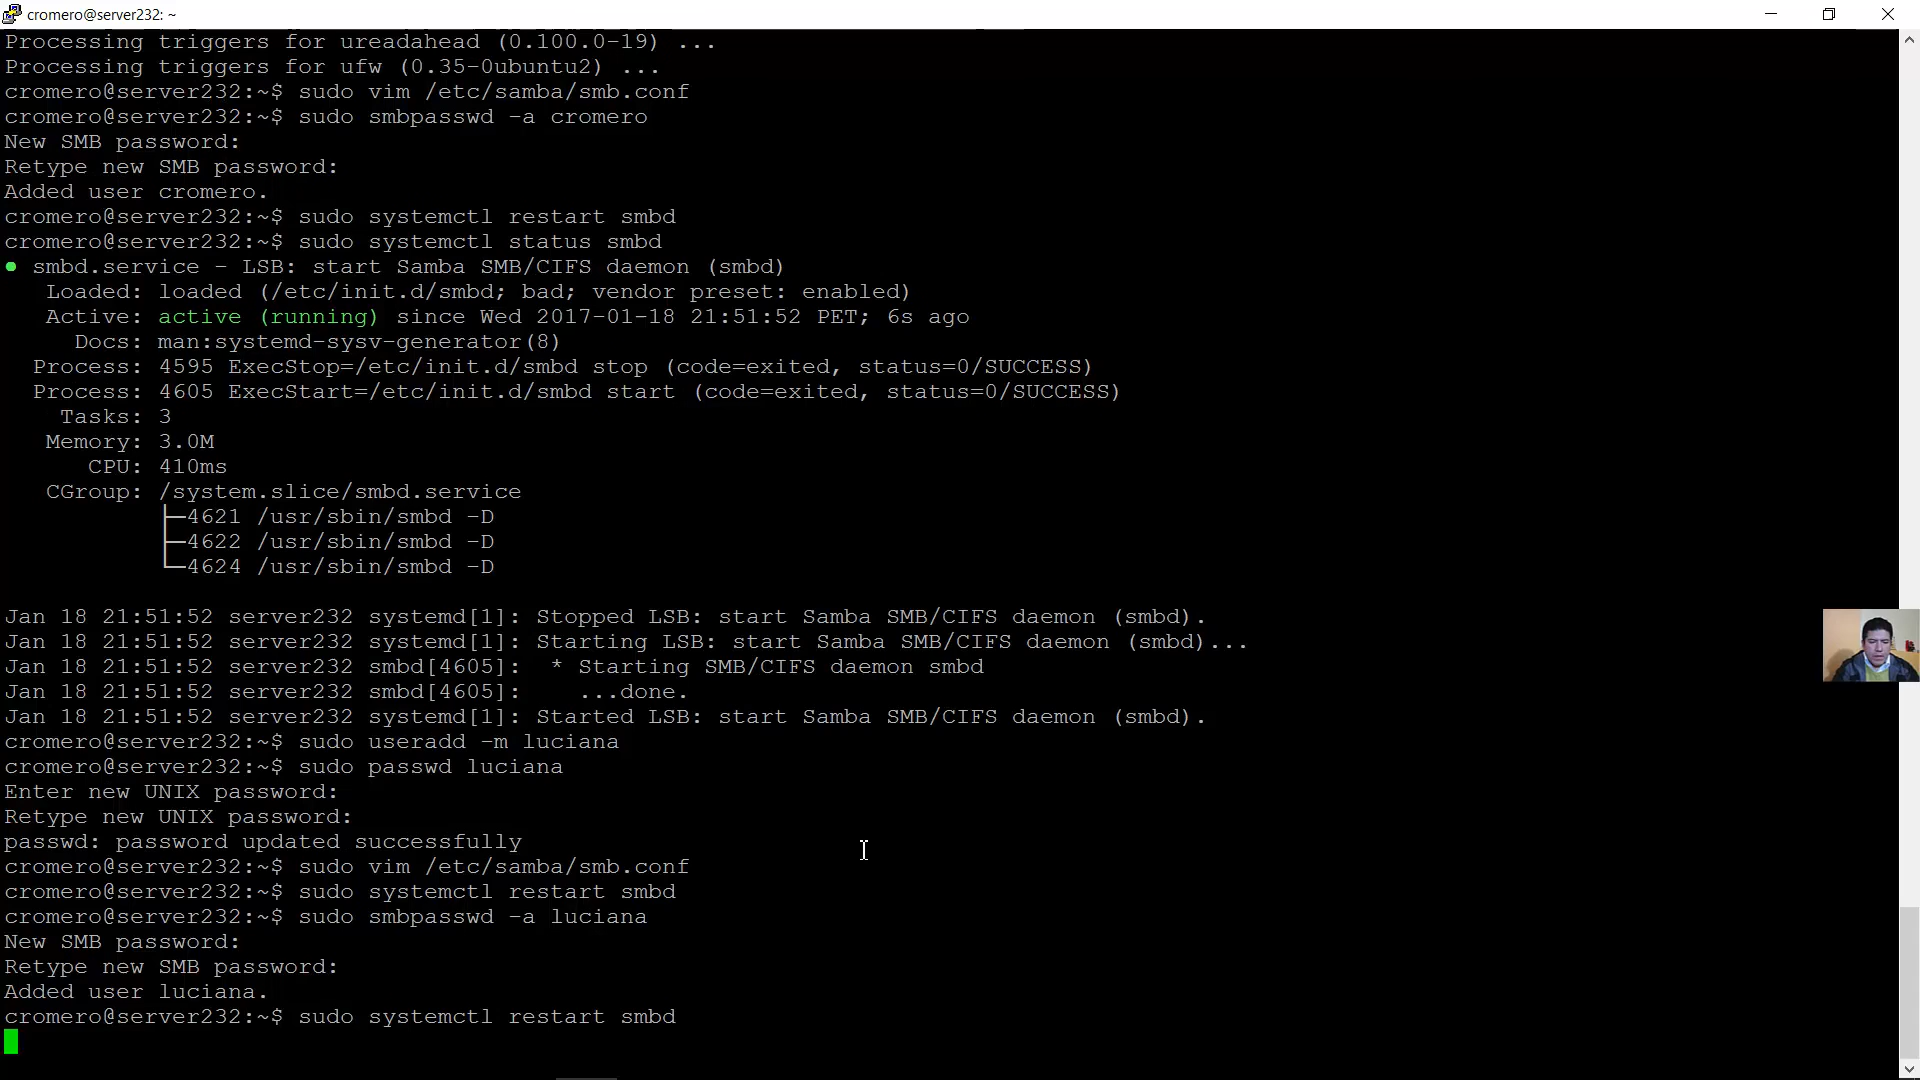 cromero@server232: ~
Processing triggers for ureadahead (0.100.0-19) ...
Processing triggers for ufw (0.35-0ubuntu2) ...
cromero@server232:~$ sudo vim /etc/samba/smb.conf
cromero@server232:~$ sudo smbpasswd -a cromero
New SMB password:
Retype new SMB password:
Added user cromero.
cromero@server232:~$ sudo systemctl restart smbd
cromero@server232:~$ sudo systemctl status smbd
● smbd.service - LSB: start Samba SMB/CIFS daemon (smbd)
   Loaded: loaded (/etc/init.d/smbd; bad; vendor preset: enabled)
   Active: active (running) since Wed 2017-01-18 21:51:52 PET; 6s ago
     Docs: man:systemd-sysv-generator(8)
  Process: 4595 ExecStop=/etc/init.d/smbd stop (code=exited, status=0/SUCCESS)
  Process: 4605 ExecStart=/etc/init.d/smbd start (code=exited, status=0/SUCCESS)
    Tasks: 3
   Memory: 3.0M
      CPU: 410ms
   CGroup: /system.slice/smbd.service
           ├─4621 /usr/sbin/smbd -D
           ├─4622 /usr/sbin/smbd -D
           └─4624 /usr/sbin/smbd -D
Jan 18 21:51:52 server232 systemd[1]: Stopped LSB: start Samba SMB/CIFS daemon (smbd).
Jan 18 21:51:52 server232 systemd[1]: Starting LSB: start Samba SMB/CIFS daemon (smbd)...
Jan 18 21:51:52 server232 smbd[4605]:  * Starting SMB/CIFS daemon smbd
Jan 18 21:51:52 server232 smbd[4605]:    ...done.
Jan 18 21:51:52 server232 systemd[1]: Started LSB: start Samba SMB/CIFS daemon (smbd).
cromero@server232:~$ sudo useradd -m luciana
cromero@server232:~$ sudo passwd luciana
Enter new UNIX password:
Retype new UNIX password:
passwd: password updated successfully
cromero@server232:~$ sudo vim /etc/samba/smb.conf
cromero@server232:~$ sudo systemctl restart smbd
cromero@server232:~$ sudo smbpasswd -a luciana
New SMB password:
Retype new SMB password:
Added user luciana.
cromero@server232:~$ sudo systemctl restart smbd